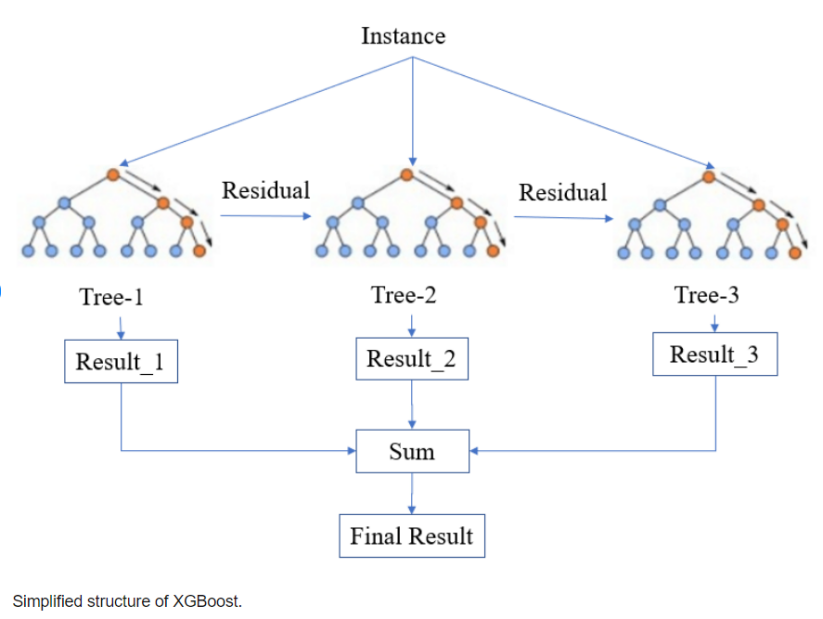 Instance
Residual
Residual
Tree-1
Tree-2
Tree-3
Result_1
Result_2
Result_3
Sum
Final Result
Simplified structure of XGBoost.